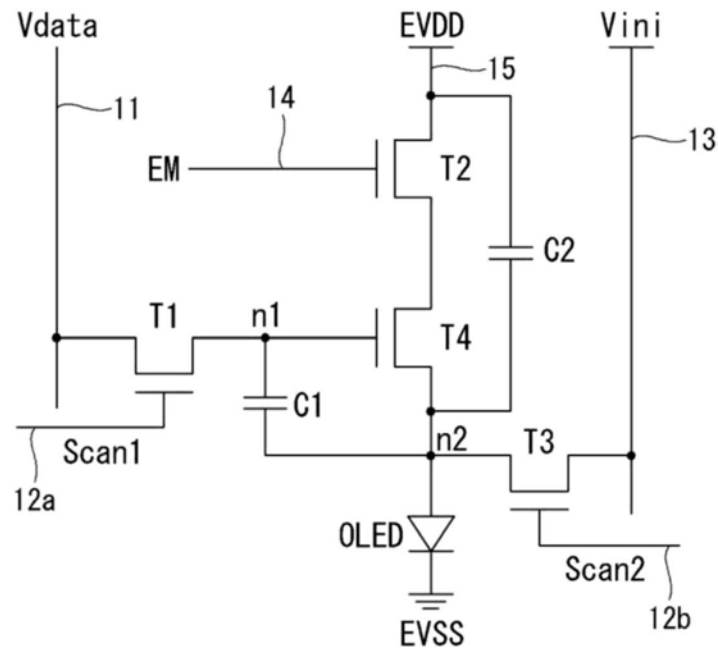 Vdata
EVDD
Vini
11
14
15
13
EM
T2
C2
T1
n1
T4
C1
n2
T3
Scan1
12a
OLED
Scan2
12b
EVSS